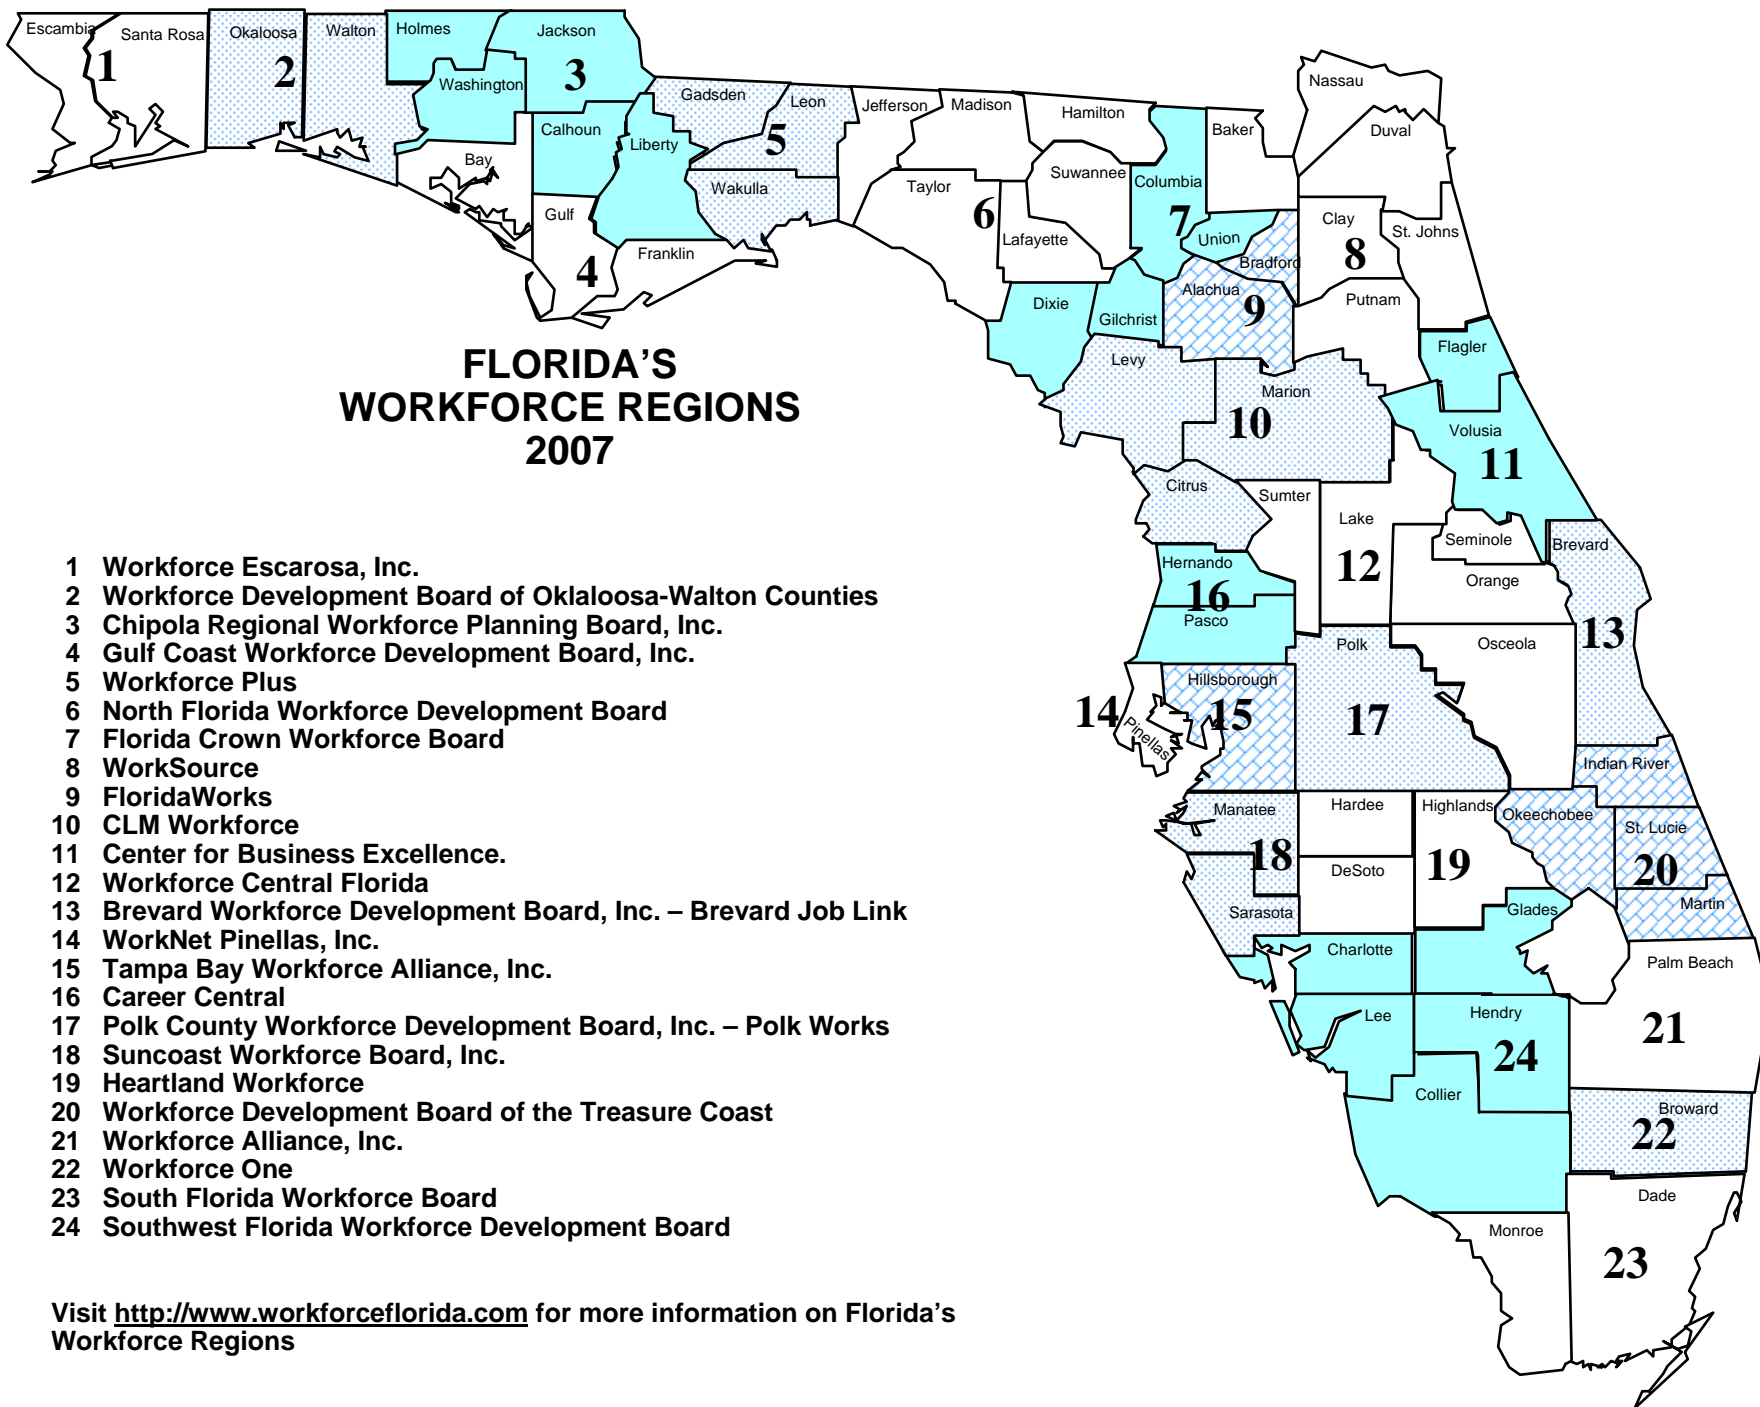 Escambia
Santa Rosa
1
Okaloosa
2
Walton
Holmes
Jackson
3
Washington
Bay
Calhoun
Liberty
Gulf
4
Franklin
Gadsden
Leon
5
Wakulla
Jefferson
Madison
Hamilton
Taylor
6
Suwannee
Lafayette
Columbia
7
Baker
Union
Bradford
Nassau
Duval
Clay
8
St. Johns
Putnam
Dixie
Gilchrist
Alachua
9
Levy
Marion
10
Flagler
Volusia
11
Citrus
Sumter
Lake
12
Seminole
Orange
Brevard
13
Hernando
16
Pasco
Polk
17
Osceola
14
Pinellas
Hillsborough
15
Indian River
Manatee
18
Sarasota
Hardee
Highlands
19
DeSoto
Okeechobee
St. Lucie
20
Martin
Glades
Charlotte
Lee
Hendry
24
Collier
Palm Beach
21
Broward
22
Dade
23
Monroe
FLORIDA'S
WORKFORCE REGIONS
2007
1 Workforce Escarosa, Inc.
2 Workforce Development Board of Oklaloosa-Walton Counties
3 Chipola Regional Workforce Planning Board, Inc.
4 Gulf Coast Workforce Development Board, Inc.
5 Workforce Plus
6 North Florida Workforce Development Board
7 Florida Crown Workforce Board
8 WorkSource
9 FloridaWorks
10 CLM Workforce
11 Center for Business Excellence.
12 Workforce Central Florida
13 Brevard Workforce Development Board, Inc. – Brevard Job Link
14 WorkNet Pinellas, Inc.
15 Tampa Bay Workforce Alliance, Inc.
16 Career Central
17 Polk County Workforce Development Board, Inc. – Polk Works
18 Suncoast Workforce Board, Inc.
19 Heartland Workforce
20 Workforce Development Board of the Treasure Coast
21 Workforce Alliance, Inc.
22 Workforce One
23 South Florida Workforce Board
24 Southwest Florida Workforce Development Board
Visit http://www.workforceflorida.com for more information on Florida's
Workforce Regions